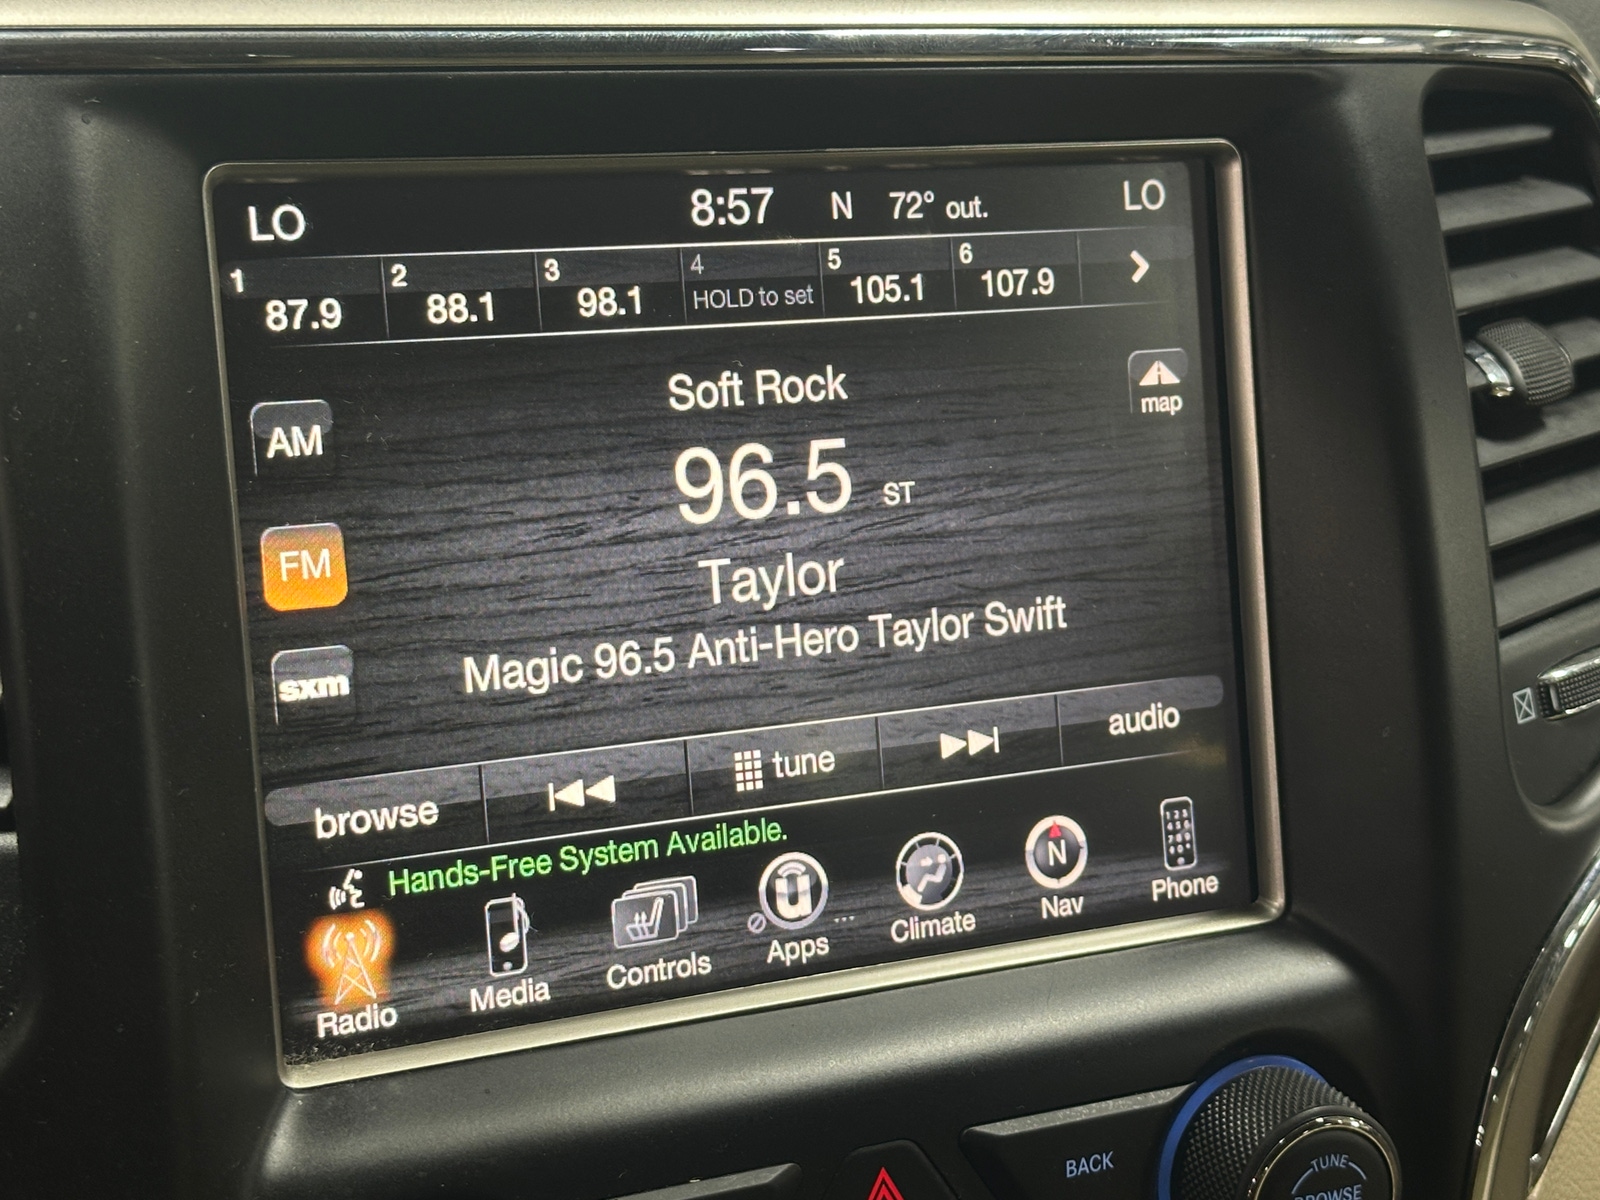 LO 8:57 N 72° out. LO
1 2 3 4 5 6
87.9 88.1 98.1 HOLD to set 105.1 107.9
Soft Rock
map
AM
96.5 ST
FM
Taylor
Magic 96.5 Anti-Hero Taylor Swift
sxm
browse tune audio
Hands-Free System Available.
Radio Media Controls Apps Climate Nav Phone
N
BACK
TUNE
BROWSE